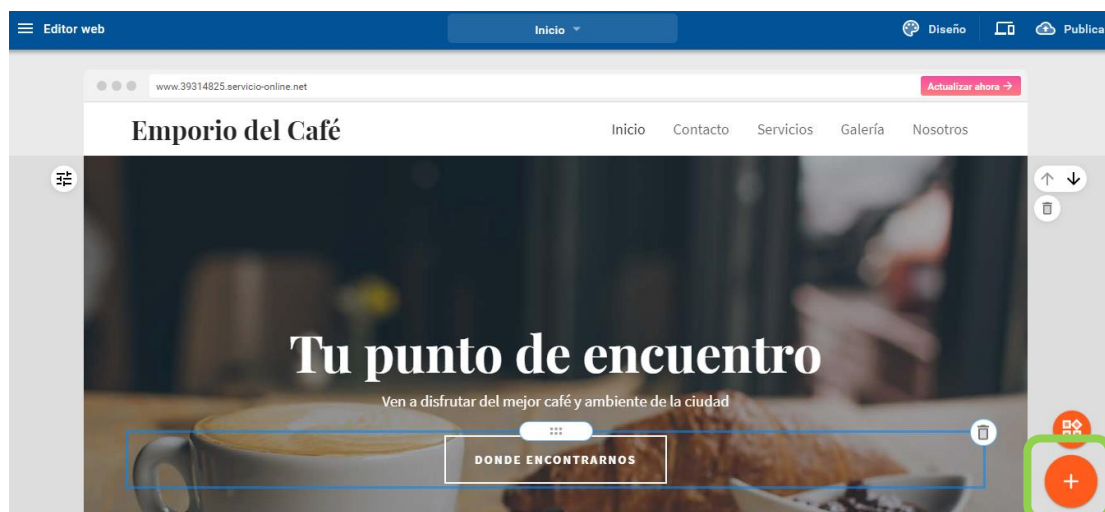 Editor web
Inicio
Diseño
Publica
www.39314825.servicio-online.net
Actualizar ahora →
Emporio del Café
Inicio Contacto Servicios Galería Nosotros
Tu punto de encuentro
Ven a disfrutar del mejor café y ambiente de la ciudad
DONDE ENCONTRARNOS